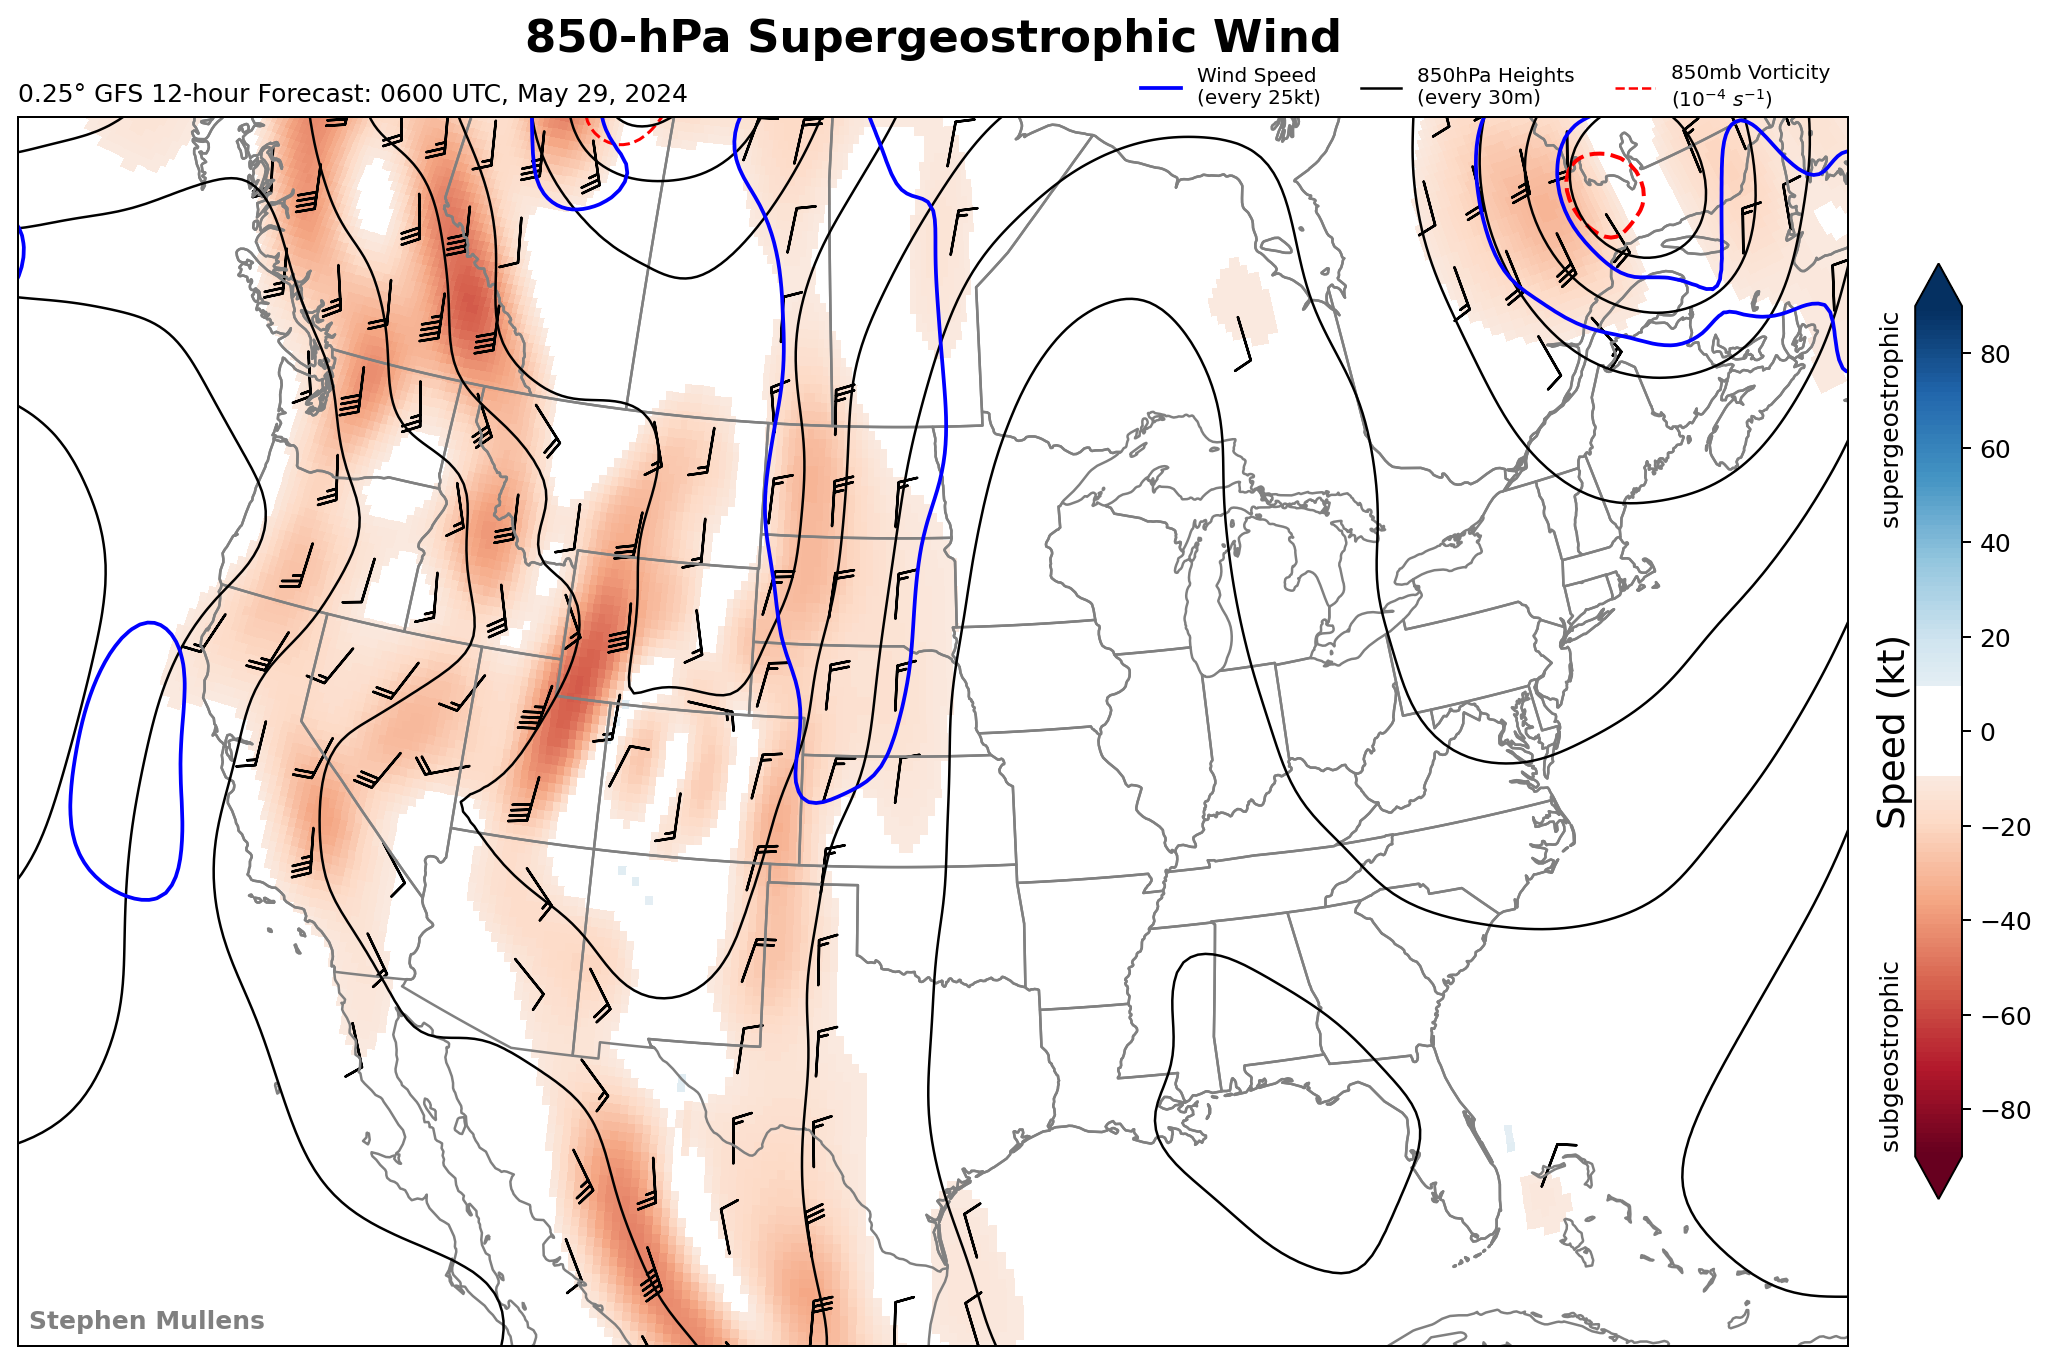 850-hPa Supergeostrophic Wind
0.25° GFS 12-hour Forecast: 0600 UTC, May 29, 2024
Wind Speed
(every 25kt)
850hPa Heights
(every 30m)
850mb Vorticity
(10⁻⁴ s⁻¹)
supergeostrophic
Speed (kt)
subgeostrophic
80
60
40
20
0
−20
−40
−60
−80
Stephen Mullens